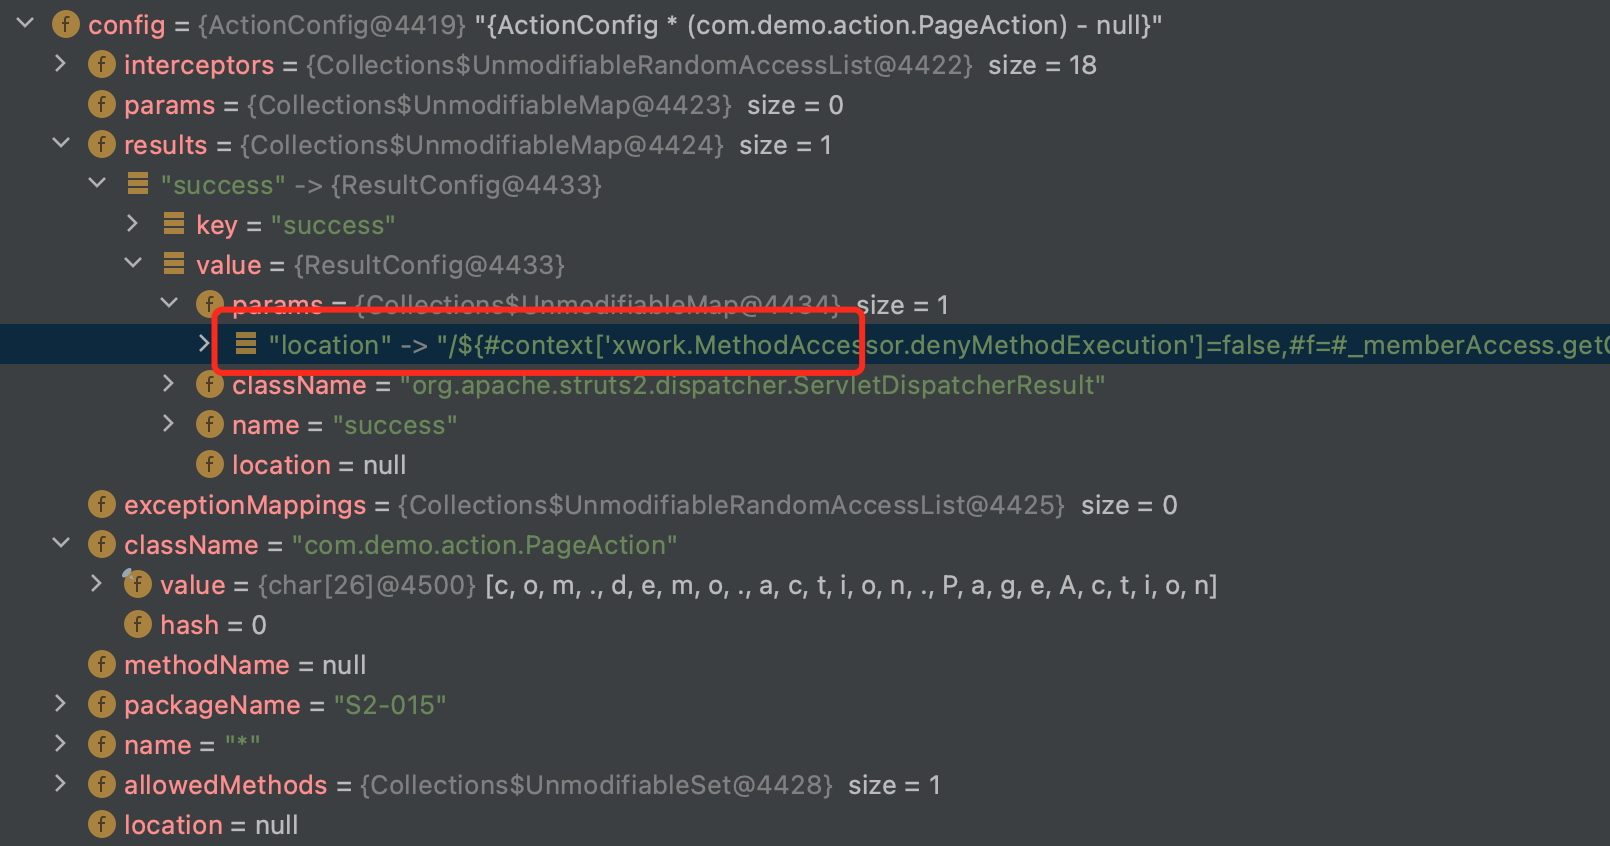 config = {ActionConfig@4419} "{ActionConfig * (com.demo.action.PageAction) - null}"
interceptors = {Collections$UnmodifiableRandomAccessList@4422} size = 18
params = {Collections$UnmodifiableMap@4423} size = 0
results = {Collections$UnmodifiableMap@4424} size = 1
"success" -> {ResultConfig@4433}
key = "success"
value = {ResultConfig@4433}
params = {Collections$UnmodifiableMap@4434} size = 1
"location" -> "/${#context['xwork.MethodAccessor.denyMethodExecution']=false,#f=#_memberAccess.getC
className = "org.apache.struts2.dispatcher.ServletDispatcherResult"
name = "success"
location = null
exceptionMappings = {Collections$UnmodifiableRandomAccessList@4425} size = 0
className = "com.demo.action.PageAction"
value = {char[26]@4500} [c, o, m, ., d, e, m, o, ., a, c, t, i, o, n, ., P, a, g, e, A, c, t, i, o, n]
hash = 0
methodName = null
packageName = "S2-015"
name = "*"
allowedMethods = {Collections$UnmodifiableSet@4428} size = 1
location = null